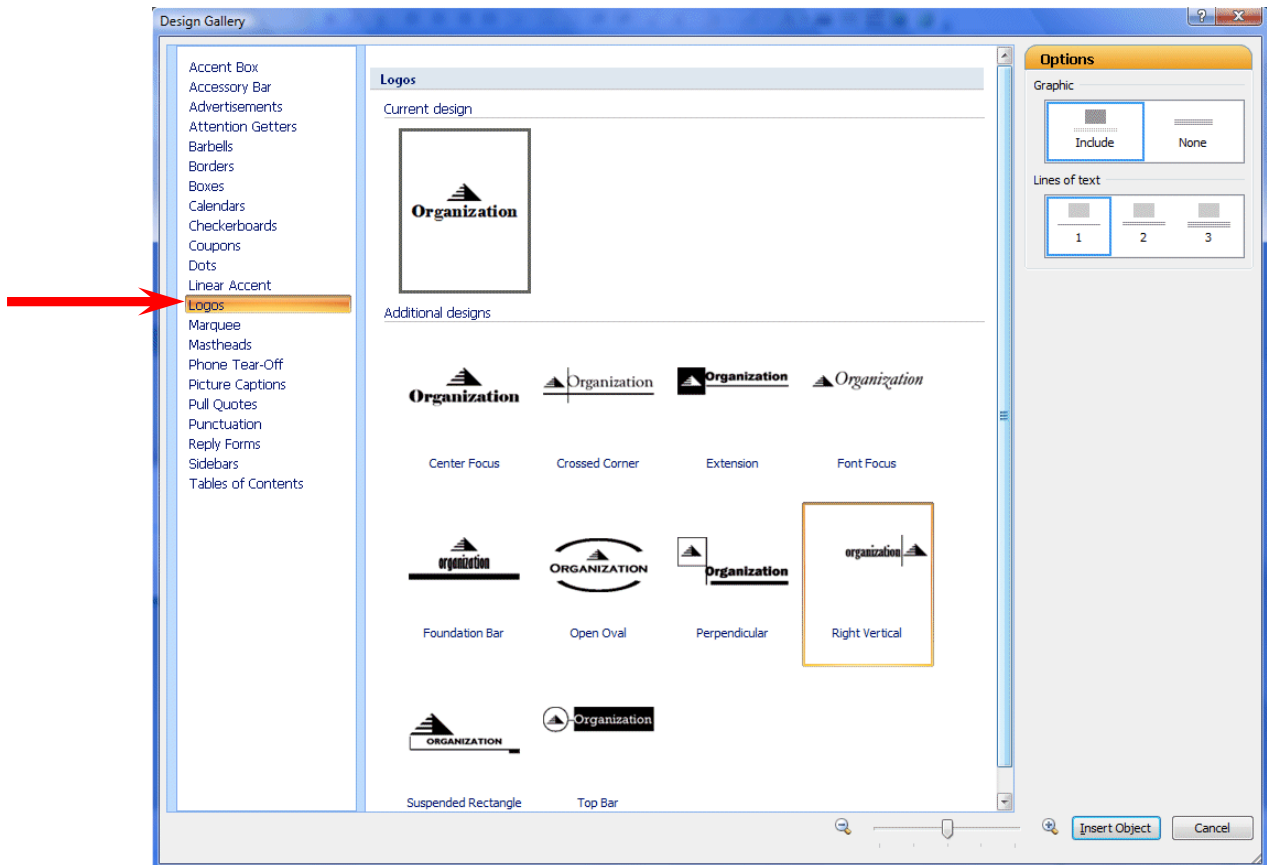 Design Gallery
Accent Box
Accessory Bar
Advertisements
Attention Getters
Barbells
Borders
Boxes
Calendars
Checkerboards
Coupons
Dots
Linear Accent
Logos
Marquee
Mastheads
Phone Tear-Off
Picture Captions
Pull Quotes
Punctuation
Reply Forms
Sidebars
Tables of Contents
Logos
Current design
Organization
Additional designs
Organization Organization Organization Organization
Center Focus Crossed Corner Extension Font Focus
organization ORGANIZATION Organization organization
Foundation Bar Open Oval Perpendicular Right Vertical
ORGANIZATION Organization
Suspended Rectangle Top Bar
Options
Graphic
Include None
Lines of text
1 2 3
Insert Object Cancel